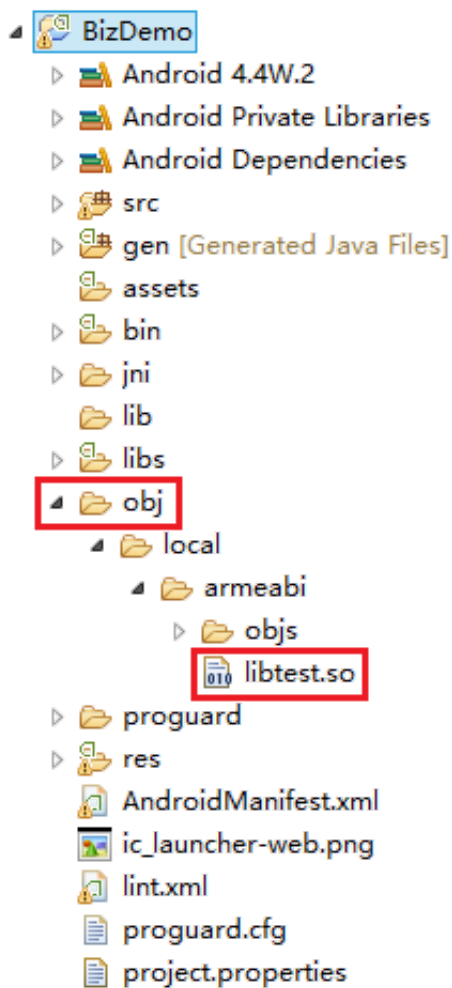 BizDemo
Android 4.4W.2
Android Private Libraries
Android Dependencies
src
gen [Generated Java Files]
assets
bin
jni
lib
libs
obj
local
armeabi
objs
libtest.so
proguard
res
AndroidManifest.xml
ic_launcher-web.png
lint.xml
proguard.cfg
project.properties